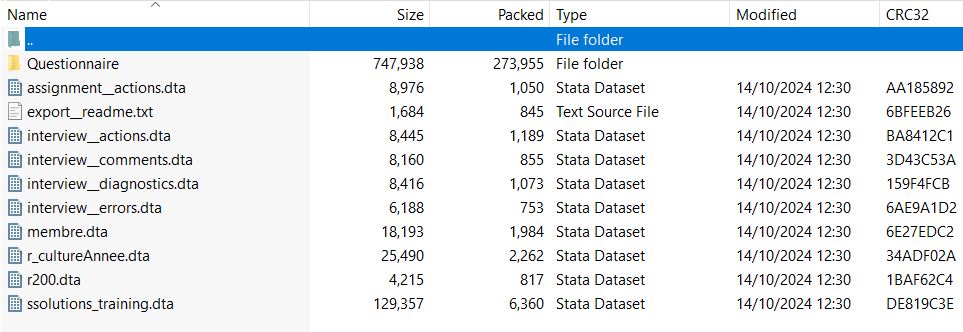 Name Size Packed Type Modified CRC32
.. File folder
Questionnaire 747,938 273,955 File folder
assignment__actions.dta 8,976 1,050 Stata Dataset 14/10/2024 12:30 AA185892
export__readme.txt 1,684 845 Text Source File 14/10/2024 12:30 6BFEEB26
interview__actions.dta 8,445 1,189 Stata Dataset 14/10/2024 12:30 BA8412C1
interview__comments.dta 8,160 855 Stata Dataset 14/10/2024 12:30 3D43C53A
interview__diagnostics.dta 8,416 1,073 Stata Dataset 14/10/2024 12:30 159F4FCB
interview__errors.dta 6,188 753 Stata Dataset 14/10/2024 12:30 6AE9A1D2
membre.dta 18,193 1,984 Stata Dataset 14/10/2024 12:30 6E27EDC2
r_cultureAnnee.dta 25,490 2,262 Stata Dataset 14/10/2024 12:30 34ADF02A
r200.dta 4,215 817 Stata Dataset 14/10/2024 12:30 1BAF62C4
ssolutions_training.dta 129,357 6,360 Stata Dataset 14/10/2024 12:30 DE819C3E